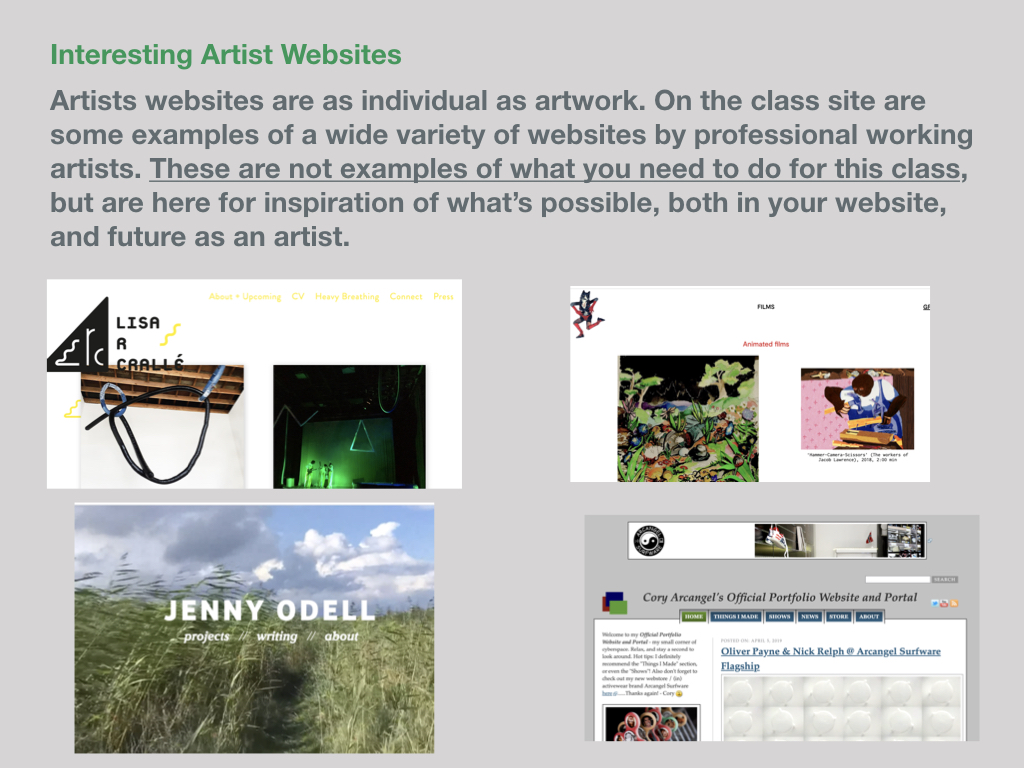 Interesting Artist Websites
Artists websites are as individual as artwork. On the class site are
some examples of a wide variety of websites by professional working
artists. These are not examples of what you need to do for this class,
but are here for inspiration of what’s possible, both in your website,
and future as an artist.
About + Upcoming CV Heavy Breathing Connect Press
LISA
R
CRALLÉ
FILMS
Animated films
'Hammer-Camera-Scissors' (The workers of
Jacob Lawrence), 2018, 2:00 min
JENNY ODELL
projects // writing // about
SEARCH
Cory Arcangel's Official Portfolio Website and Portal
HOME THINGS I MADE SHOWS NEWS STORE ABOUT
Welcome to my Official Portfolio
Website and Portal - my small corner of
cyberspace. Relax, and stay a second to
look around. Hot tips: I definitely
recommend the "Things I Made" section,
or even the "Shows"! Also don't forget to
check out my new webstore / (in)
activewear brand Arcangel Surfware
here.....Thanks again! - Cory
POSTED ON: APRIL 3, 2019
Oliver Payne & Nick Relph @ Arcangel Surfware
Flagship